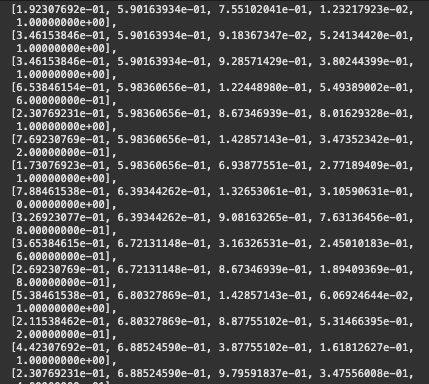 [1.92307692e-01, 5.90163934e-01, 7.55102041e-01, 1.23217923e-02,
1.00000000e+00],
[3.46153846e-01, 5.90163934e-01, 9.18367347e-02, 5.24134420e-01,
1.00000000e+00],
[3.46153846e-01, 5.90163934e-01, 9.28571429e-01, 3.80244399e-01,
1.00000000e+00],
[6.53846154e-01, 5.98360656e-01, 1.22448980e-01, 5.49389002e-01,
6.00000000e-01],
[2.30769231e-01, 5.98360656e-01, 8.67346939e-01, 8.01629328e-01,
1.00000000e+00],
[7.69230769e-01, 5.98360656e-01, 1.42857143e-01, 3.47352342e-01,
2.00000000e-01],
[1.73076923e-01, 5.98360656e-01, 6.93877551e-01, 2.77189409e-01,
1.00000000e+00],
[7.88461538e-01, 6.39344262e-01, 1.32653061e-01, 3.10590631e-01,
0.00000000e+00],
[3.26923077e-01, 6.39344262e-01, 9.08163265e-01, 7.63136456e-01,
8.00000000e-01],
[3.65384615e-01, 6.72131148e-01, 3.16326531e-01, 2.45010183e-01,
6.00000000e-01],
[2.69230769e-01, 6.72131148e-01, 8.67346939e-01, 1.89409369e-01,
8.00000000e-01],
[5.38461538e-01, 6.80327869e-01, 1.42857143e-01, 6.06924644e-02,
1.00000000e+00],
[2.11538462e-01, 6.80327869e-01, 8.87755102e-01, 5.31466395e-01,
2.00000000e-01],
[4.42307692e-01, 6.88524590e-01, 3.87755102e-01, 1.61812627e-01,
1.00000000e+00],
[2.30769231e-01, 6.88524590e-01, 9.79591837e-01, 3.47556008e-01,